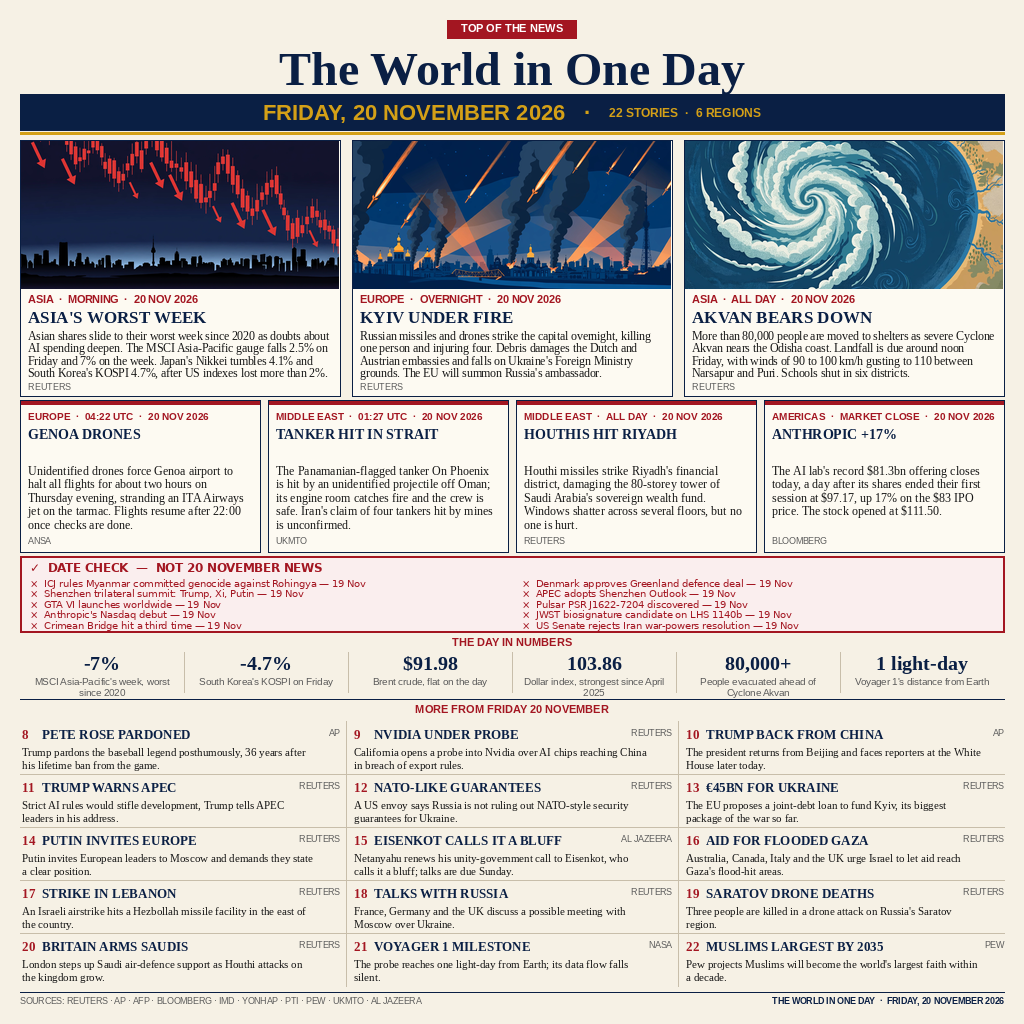 TOP OF THE NEWS
The World in One Day
FRIDAY, 20 NOVEMBER 2026 · 22 STORIES · 6 REGIONS
ASIA · MORNING · 20 NOV 2026
ASIA'S WORST WEEK
Asian shares slide to their worst week since 2020 as doubts about
AI spending deepen. The MSCI Asia-Pacific gauge falls 2.5% on
Friday and 7% on the week. Japan's Nikkei tumbles 4.1% and
South Korea's KOSPI 4.7%, after US indexes lost more than 2%.
REUTERS
EUROPE · OVERNIGHT · 20 NOV 2026
KYIV UNDER FIRE
Russian missiles and drones strike the capital overnight, killing
one person and injuring four. Debris damages the Dutch and
Austrian embassies and falls on Ukraine's Foreign Ministry
grounds. The EU will summon Russia's ambassador.
REUTERS
ASIA · ALL DAY · 20 NOV 2026
AKVAN BEARS DOWN
More than 80,000 people are moved to shelters as severe Cyclone
Akvan nears the Odisha coast. Landfall is due around noon
Friday, with winds of 90 to 100 km/h gusting to 110 between
Narsapur and Puri. Schools shut in six districts.
REUTERS
EUROPE · 04:22 UTC · 20 NOV 2026
GENOA DRONES
Unidentified drones force Genoa airport to
halt all flights for about two hours on
Thursday evening, stranding an ITA Airways
jet on the tarmac. Flights resume after 22:00
once checks are done.
ANSA
MIDDLE EAST · 01:27 UTC · 20 NOV 2026
TANKER HIT IN STRAIT
The Panamanian-flagged tanker On Phoenix
is hit by an unidentified projectile off Oman;
its engine room catches fire and the crew is
safe. Iran's claim of four tankers hit by mines
is unconfirmed.
UKMTO
MIDDLE EAST · ALL DAY · 20 NOV 2026
HOUTHIS HIT RIYADH
Houthi missiles strike Riyadh's financial
district, damaging the 80-storey tower of
Saudi Arabia's sovereign wealth fund.
Windows shatter across several floors, but no
one is hurt.
REUTERS
AMERICAS · MARKET CLOSE · 20 NOV 2026
ANTHROPIC +17%
The AI lab's record $81.3bn offering closes
today, a day after its shares ended their first
session at $97.17, up 17% on the $83 IPO
price. The stock opened at $111.50.
BLOOMBERG
✓ DATE CHECK — NOT 20 NOVEMBER NEWS
× ICJ rules Myanmar committed genocide against Rohingya — 19 Nov
× Shenzhen trilateral summit: Trump, Xi, Putin — 19 Nov
× GTA VI launches worldwide — 19 Nov
× Anthropic's Nasdaq debut — 19 Nov
× Crimean Bridge hit a third time — 19 Nov
× Denmark approves Greenland defence deal — 19 Nov
× APEC adopts Shenzhen Outlook — 19 Nov
× Pulsar PSR J1622-7204 discovered — 19 Nov
× JWST biosignature candidate on LHS 1140b — 19 Nov
× US Senate rejects Iran war-powers resolution — 19 Nov
THE DAY IN NUMBERS
-7%
MSCI Asia-Pacific's week, worst
since 2020
-4.7%
South Korea's KOSPI on Friday
$91.98
Brent crude, flat on the day
103.86
Dollar index, strongest since April
2025
80,000+
People evacuated ahead of
Cyclone Akvan
1 light-day
Voyager 1's distance from Earth
MORE FROM FRIDAY 20 NOVEMBER
8 PETE ROSE PARDONED AP
Trump pardons the baseball legend posthumously, 36 years after
his lifetime ban from the game.
9 NVIDIA UNDER PROBE REUTERS
California opens a probe into Nvidia over AI chips reaching China
in breach of export rules.
10 TRUMP BACK FROM CHINA AP
The president returns from Beijing and faces reporters at the White
House later today.
11 TRUMP WARNS APEC REUTERS
Strict AI rules would stifle development, Trump tells APEC
leaders in his address.
12 NATO-LIKE GUARANTEES REUTERS
A US envoy says Russia is not ruling out NATO-style security
guarantees for Ukraine.
13 €45BN FOR UKRAINE REUTERS
The EU proposes a joint-debt loan to fund Kyiv, its biggest
package of the war so far.
14 PUTIN INVITES EUROPE REUTERS
Putin invites European leaders to Moscow and demands they state
a clear position.
15 EISENKOT CALLS IT A BLUFF AL JAZEERA
Netanyahu renews his unity-government call to Eisenkot, who
calls it a bluff; talks are due Sunday.
16 AID FOR FLOODED GAZA REUTERS
Australia, Canada, Italy and the UK urge Israel to let aid reach
Gaza's flood-hit areas.
17 STRIKE IN LEBANON REUTERS
An Israeli airstrike hits a Hezbollah missile facility in the east of
the country.
18 TALKS WITH RUSSIA REUTERS
France, Germany and the UK discuss a possible meeting with
Moscow over Ukraine.
19 SARATOV DRONE DEATHS REUTERS
Three people are killed in a drone attack on Russia's Saratov
region.
20 BRITAIN ARMS SAUDIS REUTERS
London steps up Saudi air-defence support as Houthi attacks on
the kingdom grow.
21 VOYAGER 1 MILESTONE NASA
The probe reaches one light-day from Earth; its data flow falls
silent.
22 MUSLIMS LARGEST BY 2035 PEW
Pew projects Muslims will become the world's largest faith within
a decade.
SOURCES: REUTERS · AP · AFP · BLOOMBERG · IMD · YONHAP · PTI · PEW · UKMTO · AL JAZEERA
THE WORLD IN ONE DAY · FRIDAY, 20 NOVEMBER 2026